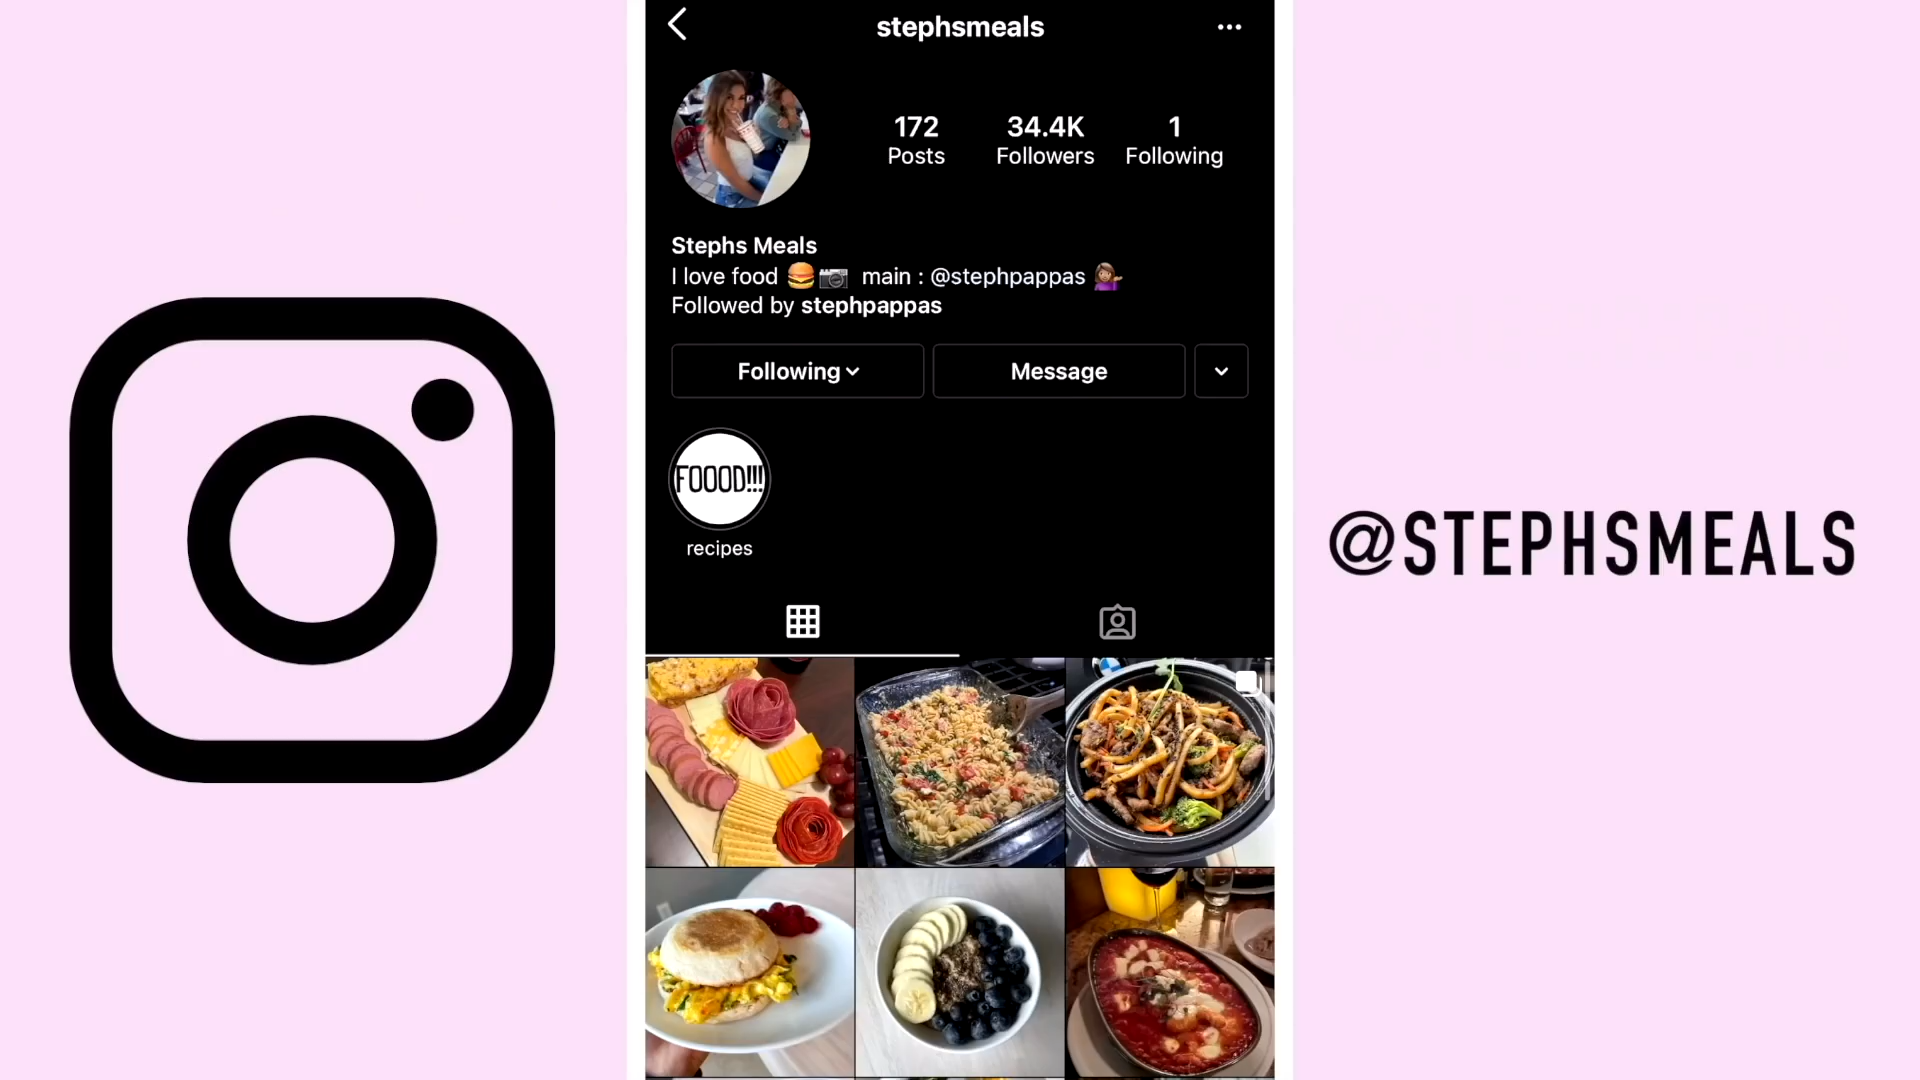 stephsmeals
172
Posts
34.4K
Followers
1
Following
Stephs Meals
I love food 🍔📷 main : @stephpappas 💁🏽‍♀️
Followed by stephpappas
Following
Message
FOOOD!!!
recipes
@STEPHSMEALS